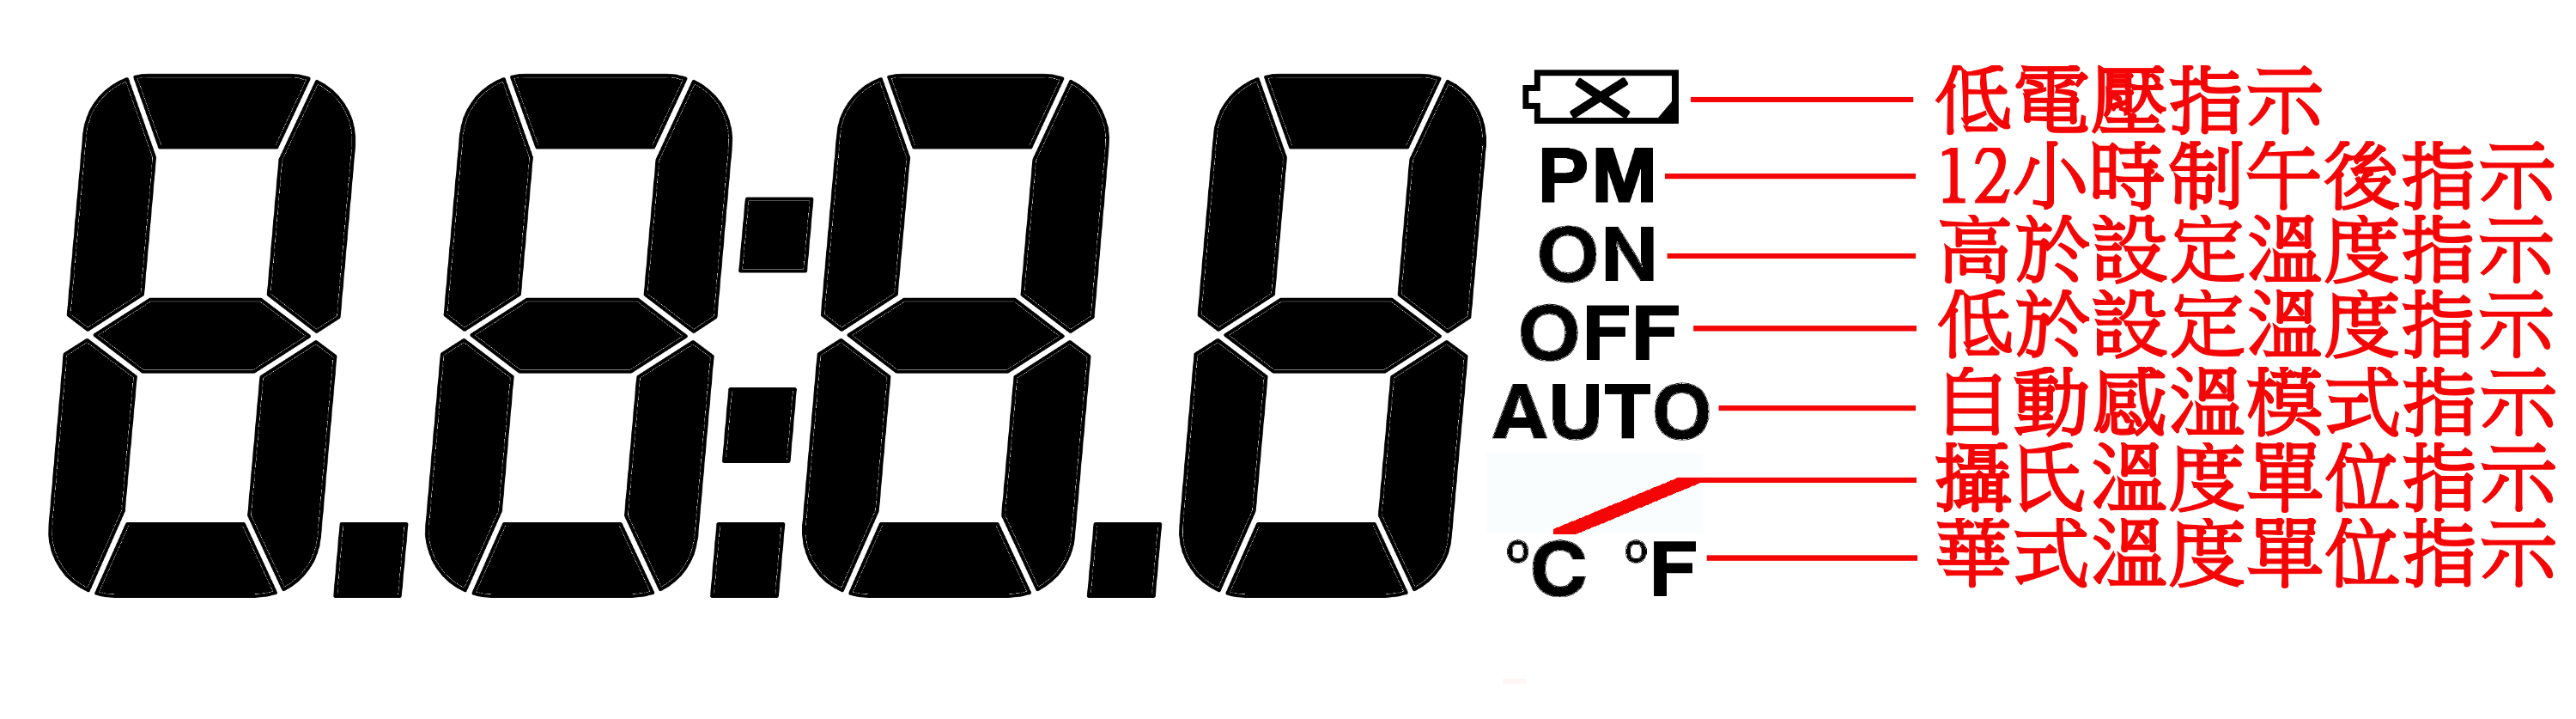 8.8:8.8
低電壓指示
PM 12小時制午後指示
ON 高於設定溫度指示
OFF 低於設定溫度指示
AUTO 自動感溫模式指示
攝氏溫度單位指示
°C °F 華式溫度單位指示